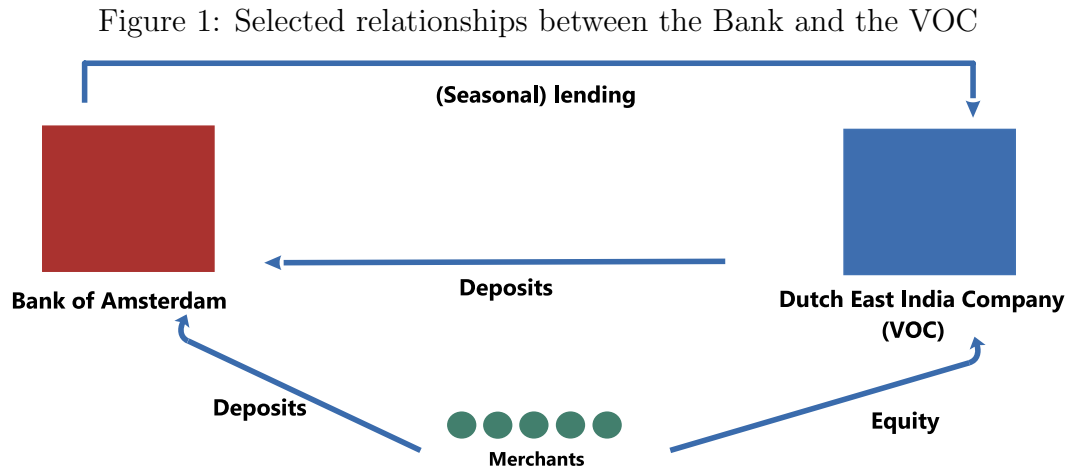 Figure 1: Selected relationships between the Bank and the VOC
(Seasonal) lending
Deposits
Bank of Amsterdam
Dutch East India Company
(VOC)
Deposits
Equity
Merchants